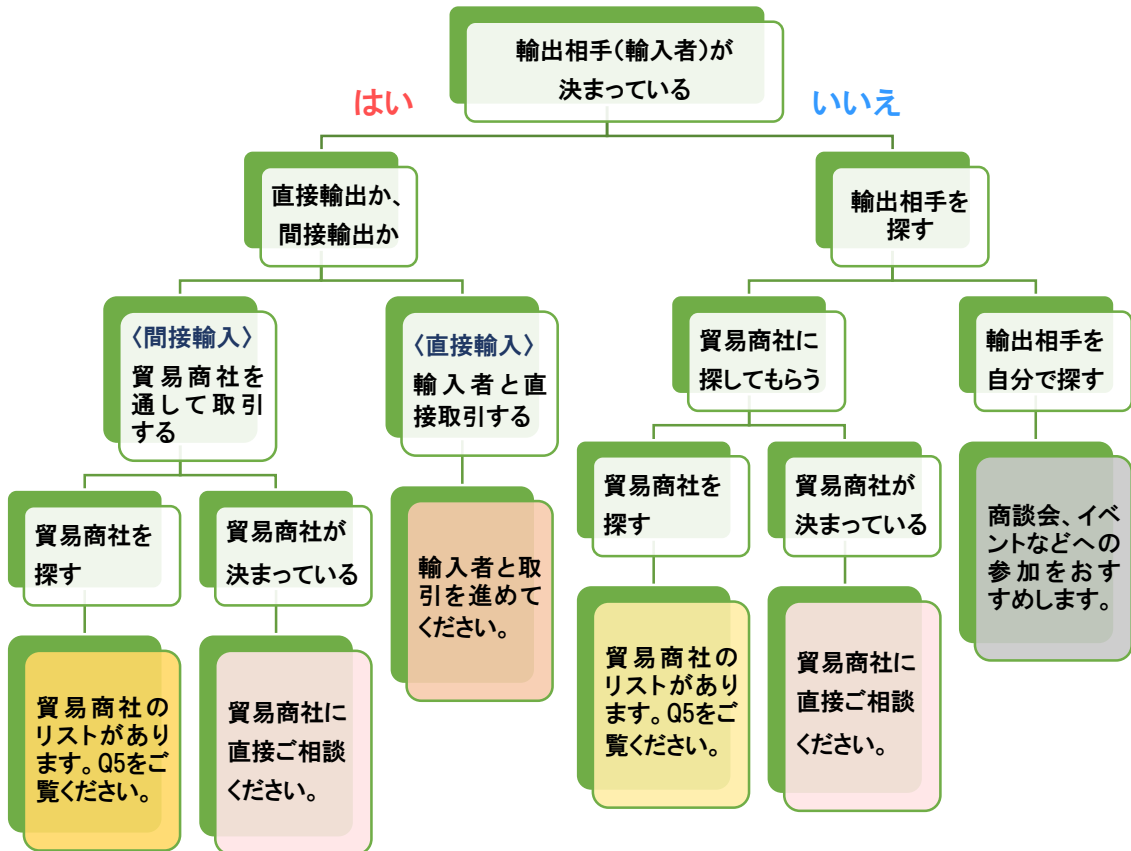 輸出相手(輸入者)が
決まっている
はい
いいえ
直接輸出か、
間接輸出か
輸出相手を
探す
〈間接輸入〉
貿易商社を
通して取引
する
〈直接輸入〉
輸入者と直
接取引する
貿易商社に
探してもらう
輸出相手を
自分で探す
貿易商社を
探す
貿易商社が
決まっている
輸入者と取
引を進めて
ください。
貿易商社を
探す
貿易商社が
決まっている
商談会、イベ
ントなどへの
参加をおす
すめします。
貿易商社の
リストがあり
ます。Q5をご
覧ください。
貿易商社に
直接ご相談
ください。
貿易商社の
リストがあり
ます。Q5をご
覧ください。
貿易商社に
直接ご相談
ください。